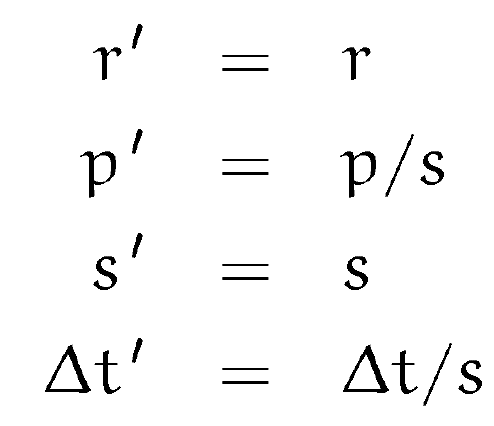 r′ = r
p′ = p/s
s′ = s
Δt′ = Δt/s